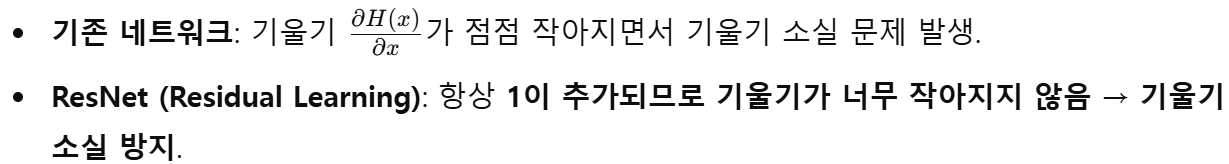 • 기존 네트워크: 기울기 ∂H(x)/∂x 가 점점 작아지면서 기울기 소실 문제 발생.
• ResNet (Residual Learning): 항상 1이 추가되므로 기울기가 너무 작아지지 않음 → 기울기
소실 방지.